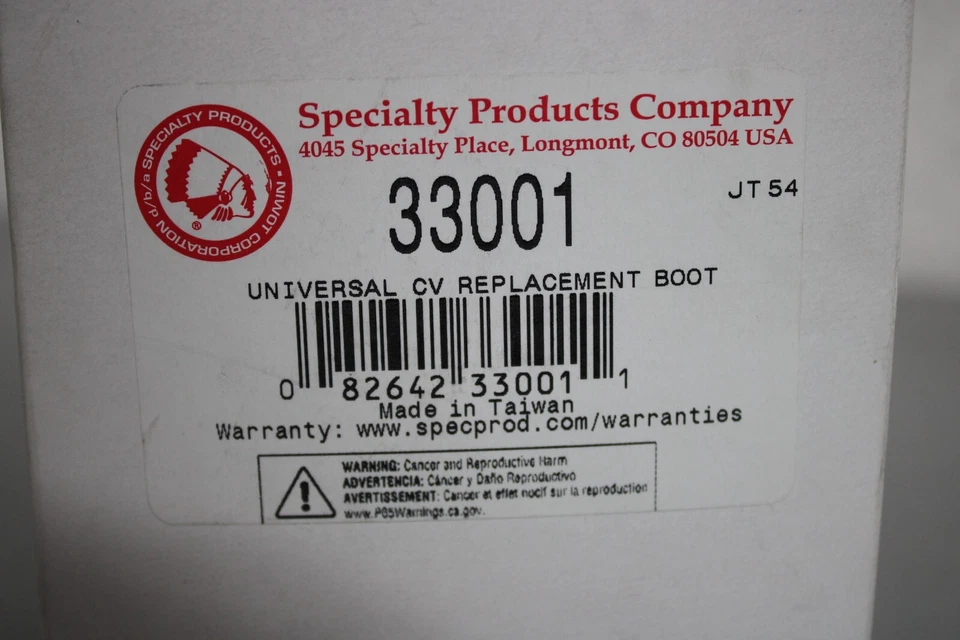 SPECIALTY PRODUCTS • NIWOT CORPORATION d/b/a
®
Specialty Products Company
4045 Specialty Place, Longmont, CO 80504 USA
33001
JT 54
UNIVERSAL CV REPLACEMENT BOOT
0 82642 33001 1
Made in Taiwan
Warranty: www.specprod.com/warranties
WARNING: Cancer and Reproductive Harm
ADVERTENCIA: Cáncer y Daño Reproductivo
AVERTISSEMENT: Cancer et effet nocif sur la reproduction
www.P65Warnings.ca.gov.